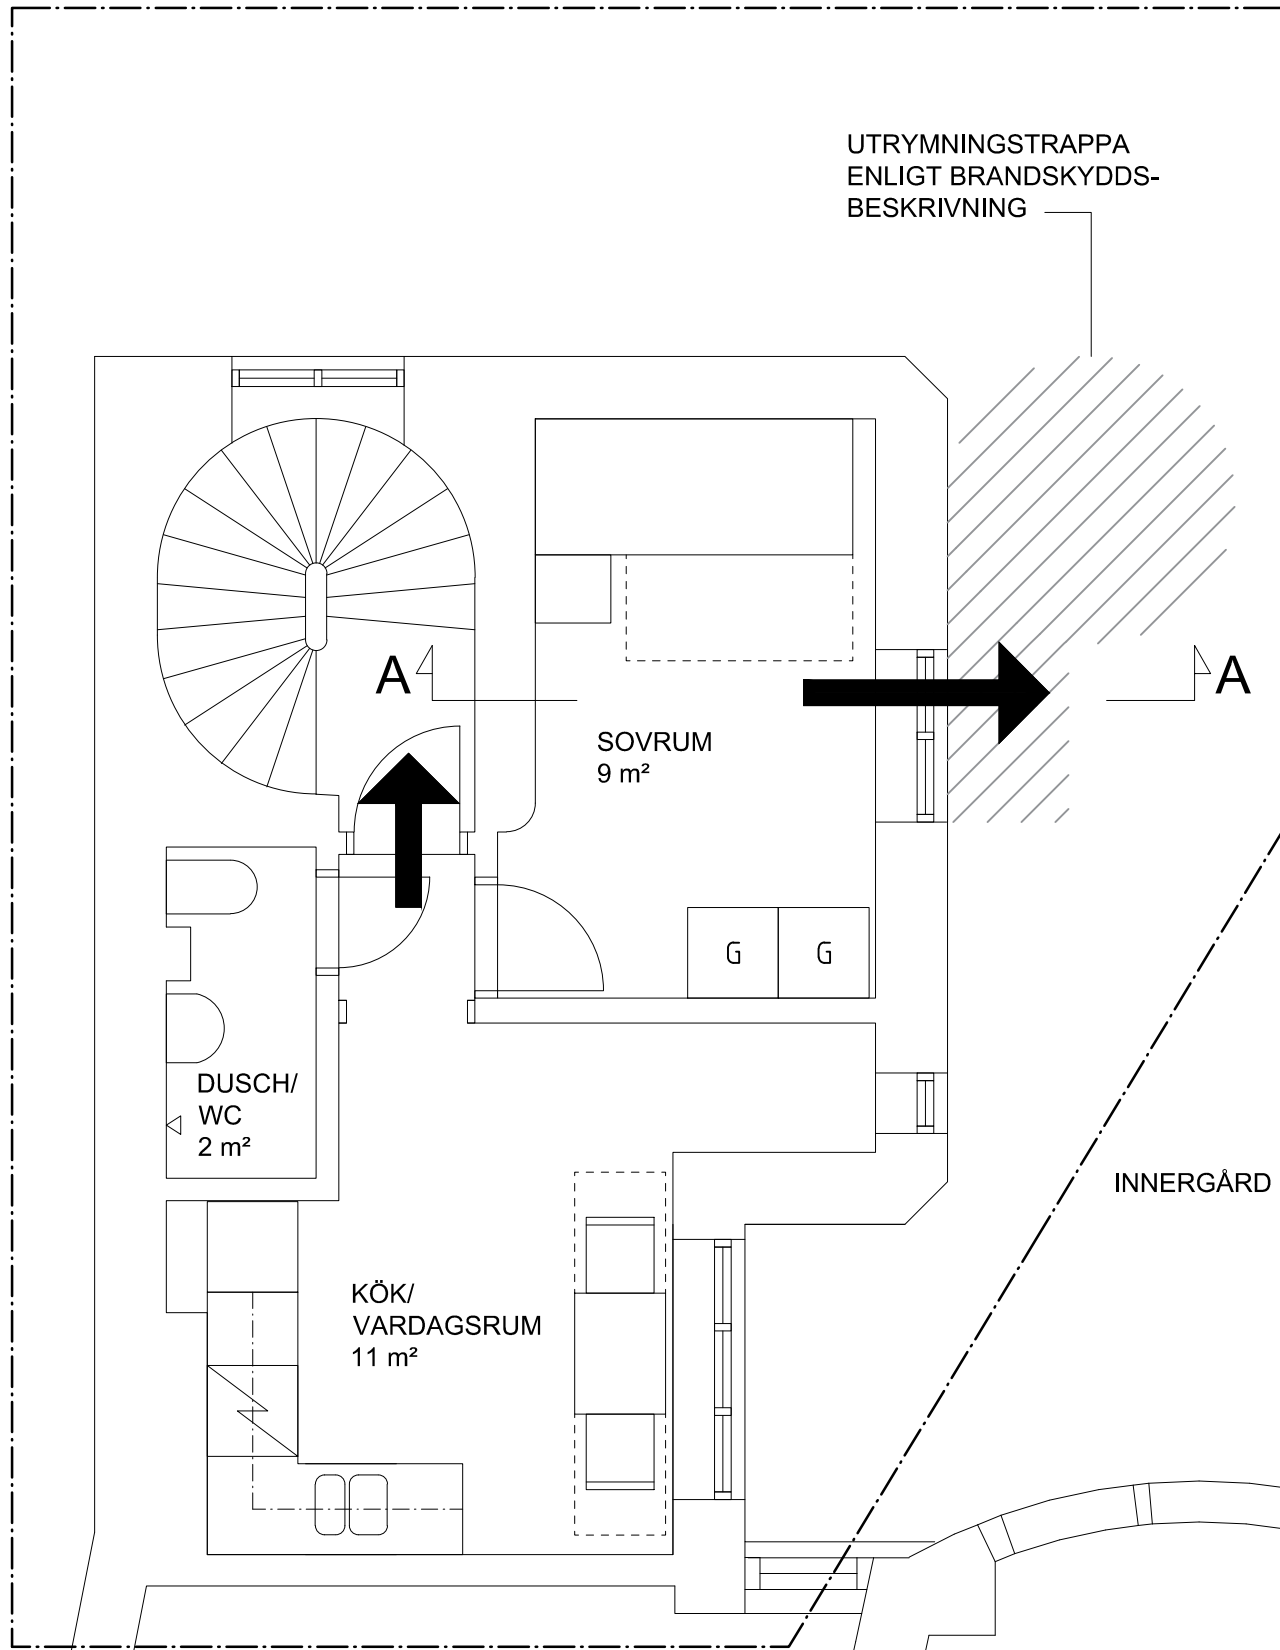 UTRYMNINGSTRAPPA
ENLIGT BRANDSKYDDS-
BESKRIVNING
A
A
SOVRUM
9 m²
G
G
DUSCH/
WC
2 m²
INNERGÅRD
KÖK/
VARDAGSRUM
11 m²